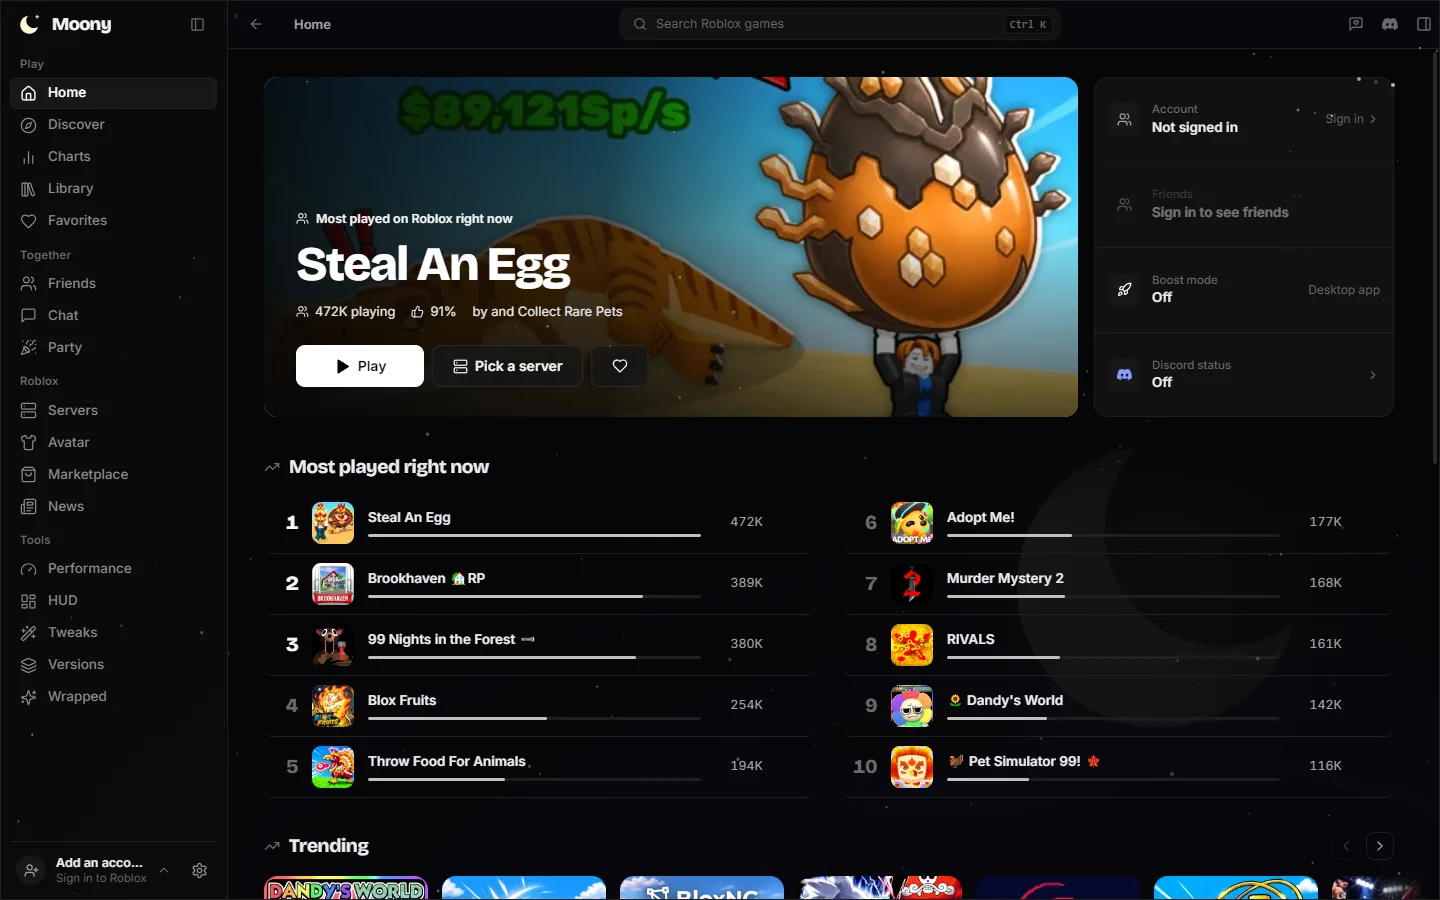 Moony
Home
Search Roblox games
Ctrl K
Play
Home
Discover
Charts
Library
Favorites
Together
Friends
Chat
Party
Roblox
Servers
Avatar
Marketplace
News
Tools
Performance
HUD
Tweaks
Versions
Wrapped
Add an acco...
Sign in to Roblox
$89,121Sp/s
Most played on Roblox right now
Steal An Egg
472K playing
91%
by and Collect Rare Pets
Play
Pick a server
Account
Not signed in
Sign in
Friends
Sign in to see friends
Boost mode
Off
Desktop app
Discord status
Off
Most played right now
1
Steal An Egg
472K
2
BROOKHAVEN
Brookhaven RP
389K
3
99 Nights in the Forest
380K
4
Blox Fruits
254K
5
Throw Food For Animals
194K
6
ADOPT ME
Adopt Me!
177K
7
2
Murder Mystery 2
168K
8
RIVALS
161K
9
Dandy's World
142K
10
Pet Simulator 99!
116K
Trending
DANDY'S WORLD